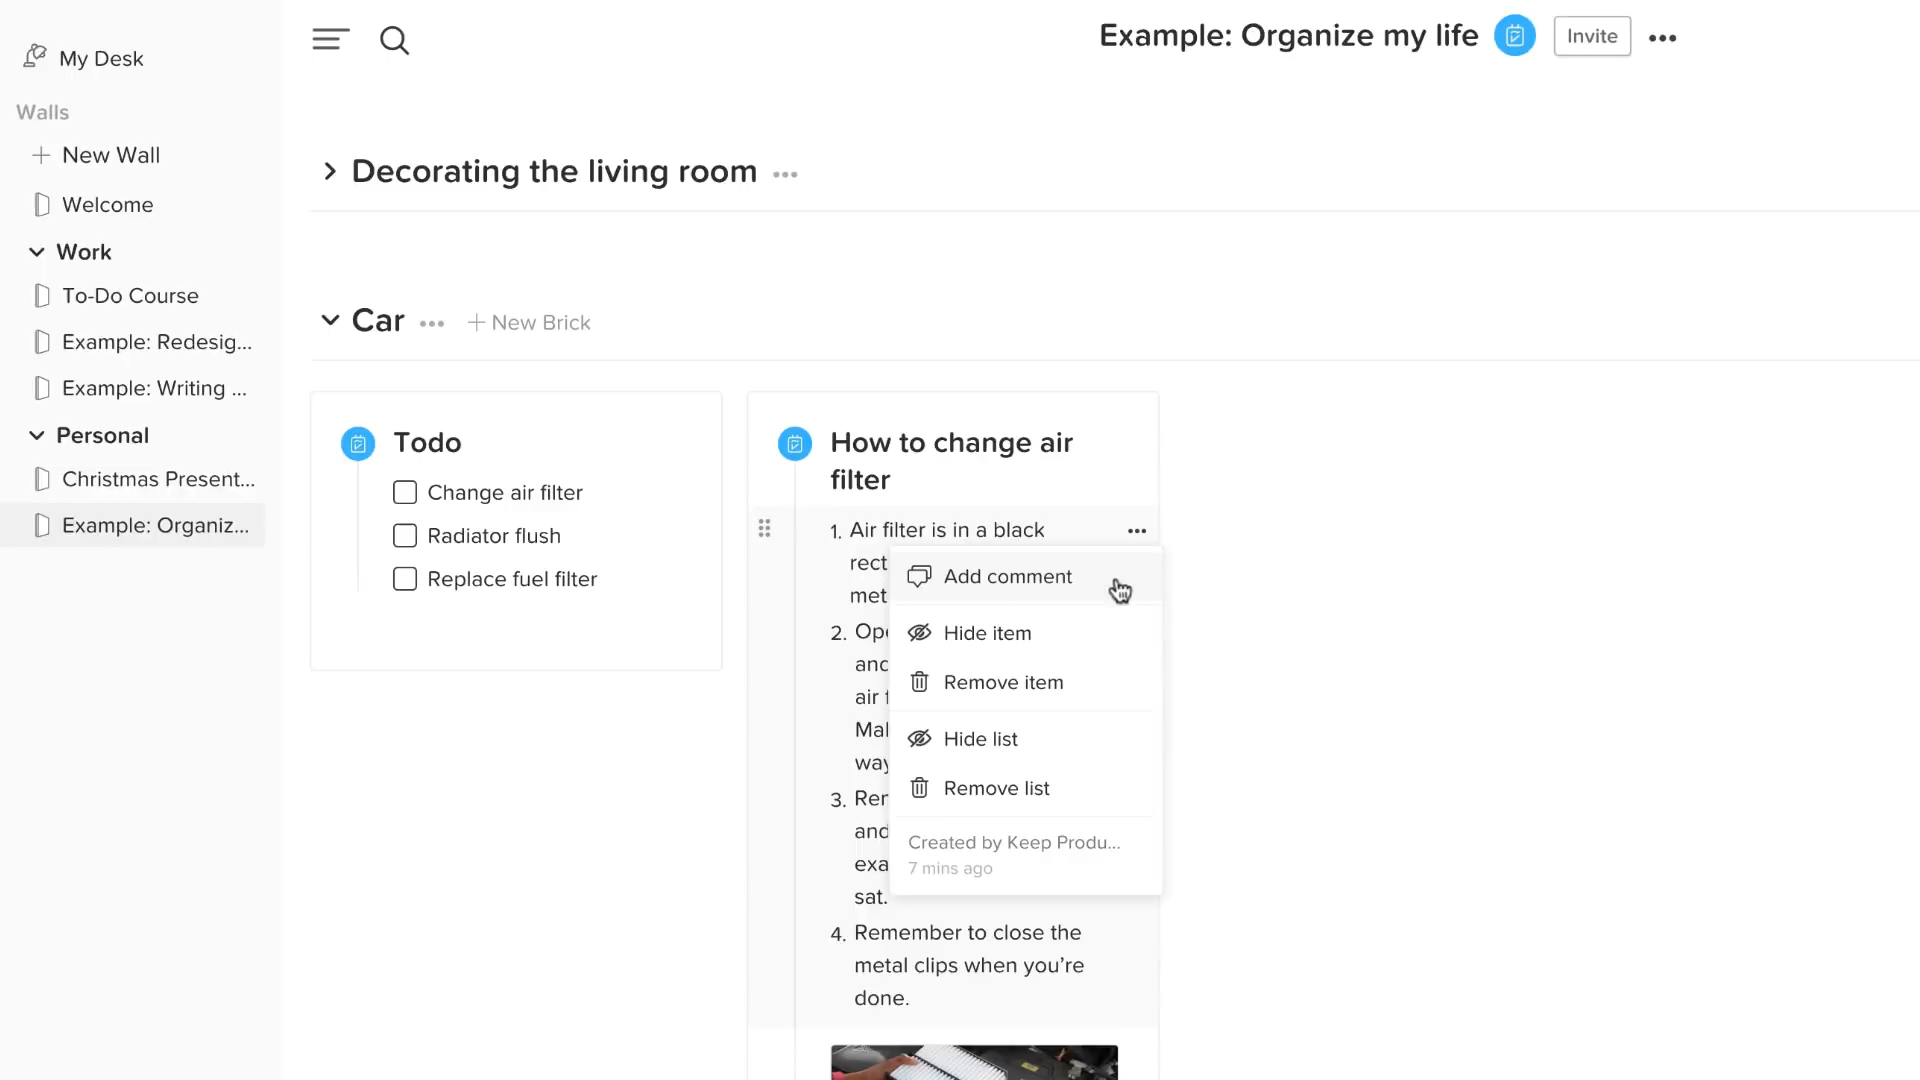 My Desk
Walls
New Wall
Welcome
Work
To-Do Course
Example: Redesig...
Example: Writing ...
Personal
Christmas Present...
Example: Organiz...
Example: Organize my life
Invite
Decorating the living room
Car
+ New Brick
Todo
Change air filter
Radiator flush
Replace fuel filter
How to change air
filter
1. Air filter is in a black
rect
met
2. Ope
and
air f
Mak
way
3. Rem
and
exa
sat.
4. Remember to close the
metal clips when you’re
done.
Add comment
Hide item
Remove item
Hide list
Remove list
Created by Keep Produ...
7 mins ago